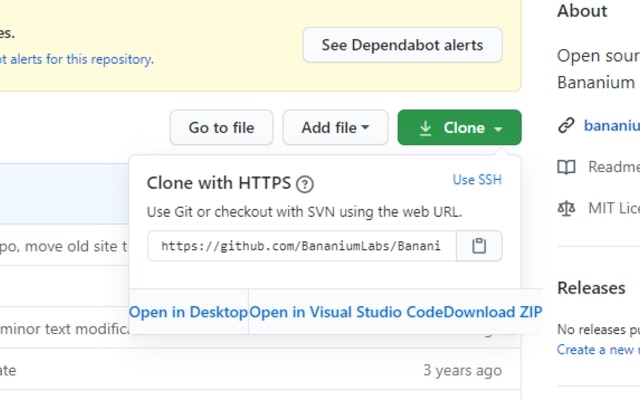 es.
See Dependabot alerts
ot alerts for this repository.
Go to file
Add file
Clone
Clone with HTTPS
Use SSH
Use Git or checkout with SVN using the web URL.
https://github.com/BananiumLabs/Banani
Open in Desktop
Open in Visual Studio Code
Download ZIP
po, move old site t
minor text modifica
ate
3 years ago
About
Open sour
Bananium
bananiu
Readme
MIT Lice
Releases
No releases pu
Create a new r